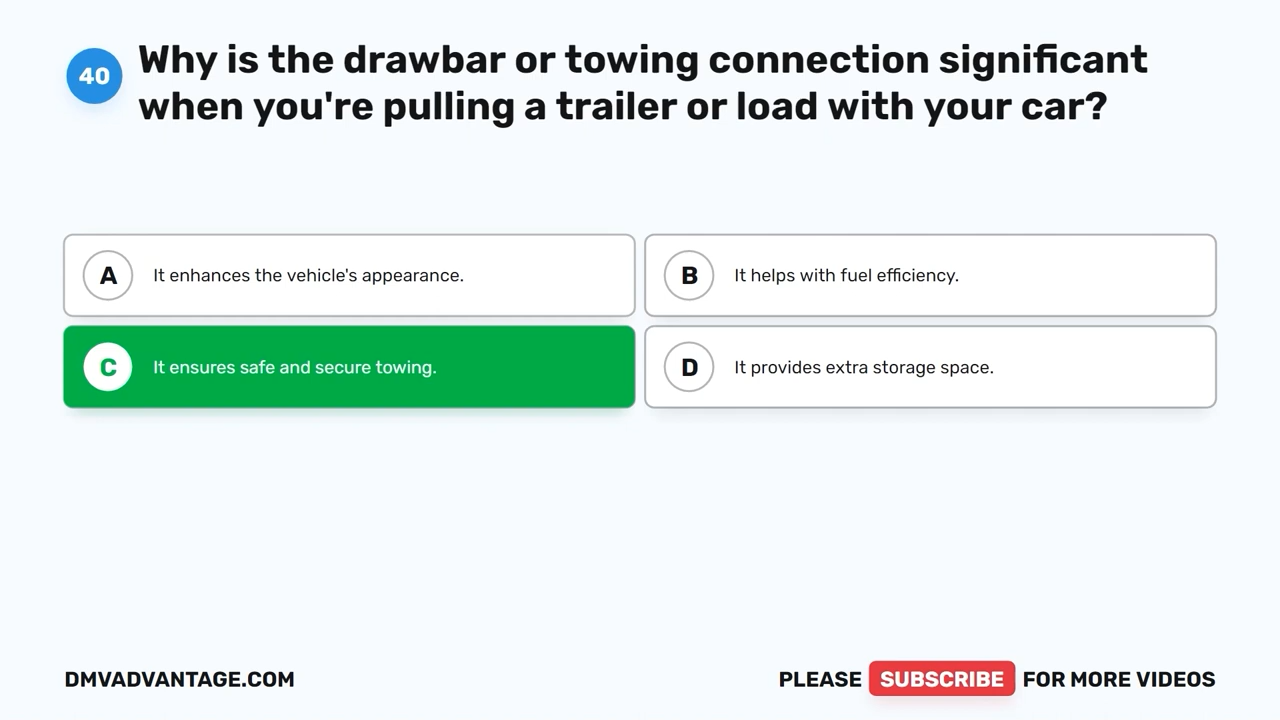 40
Why is the drawbar or towing connection significant
when you're pulling a trailer or load with your car?
A It enhances the vehicle's appearance.
B It helps with fuel efficiency.
C It ensures safe and secure towing.
D It provides extra storage space.
DMVADVANTAGE.COM
PLEASE SUBSCRIBE FOR MORE VIDEOS